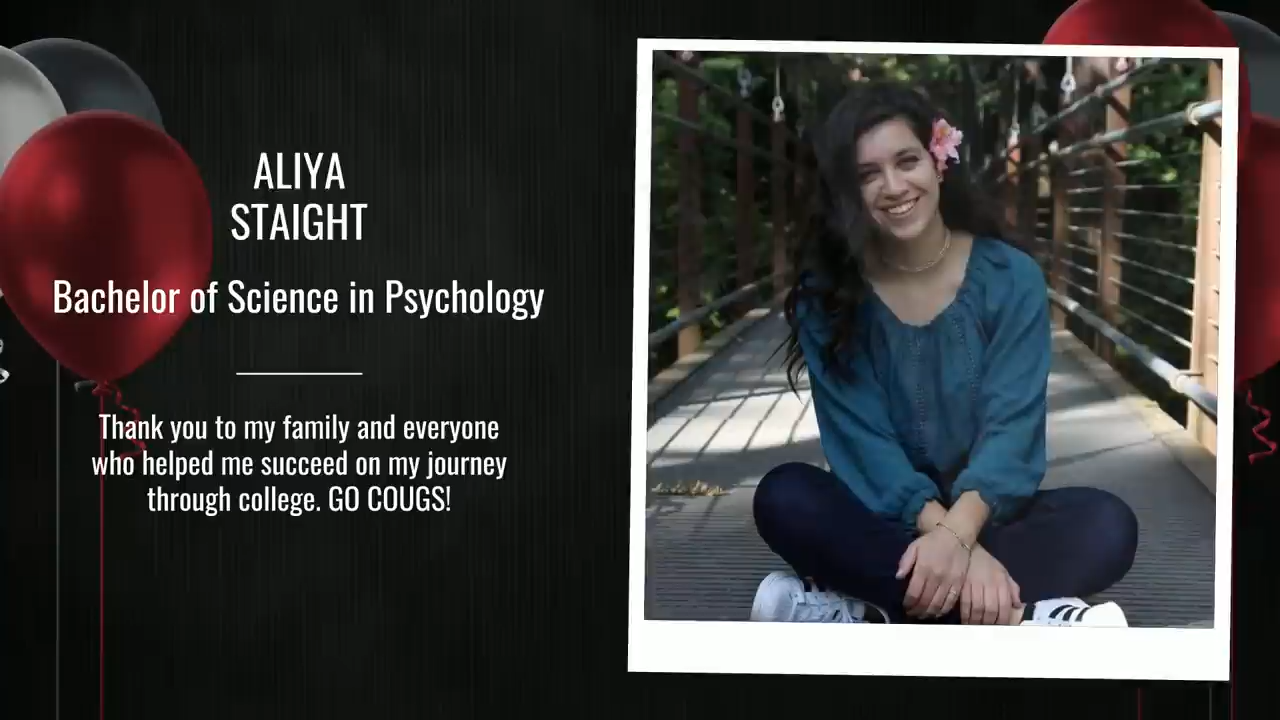 ALIYA
STAIGHT
Bachelor of Science in Psychology
Thank you to my family and everyone
who helped me succeed on my journey
through college. GO COUGS!